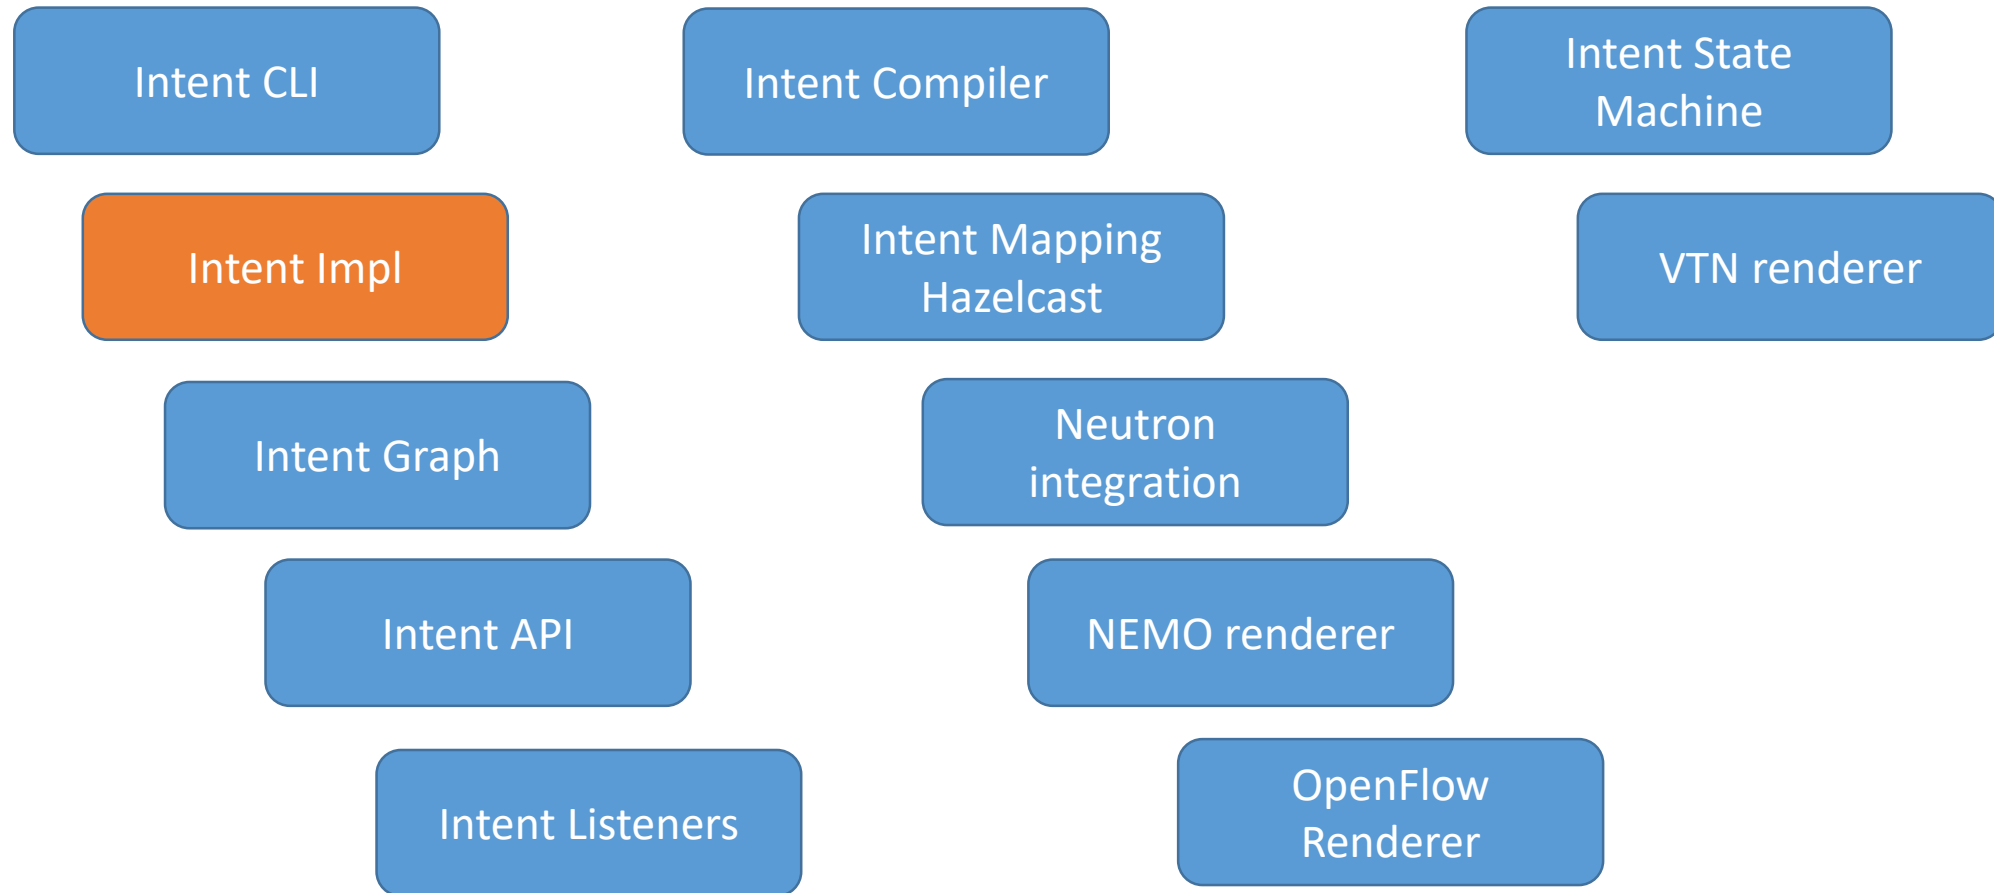 Intent CLI
Intent Impl
Intent Graph
Intent API
Intent Listeners
Intent Compiler
Intent Mapping
Hazelcast
Neutron
integration
NEMO renderer
OpenFlow
Renderer
Intent State
Machine
VTN renderer